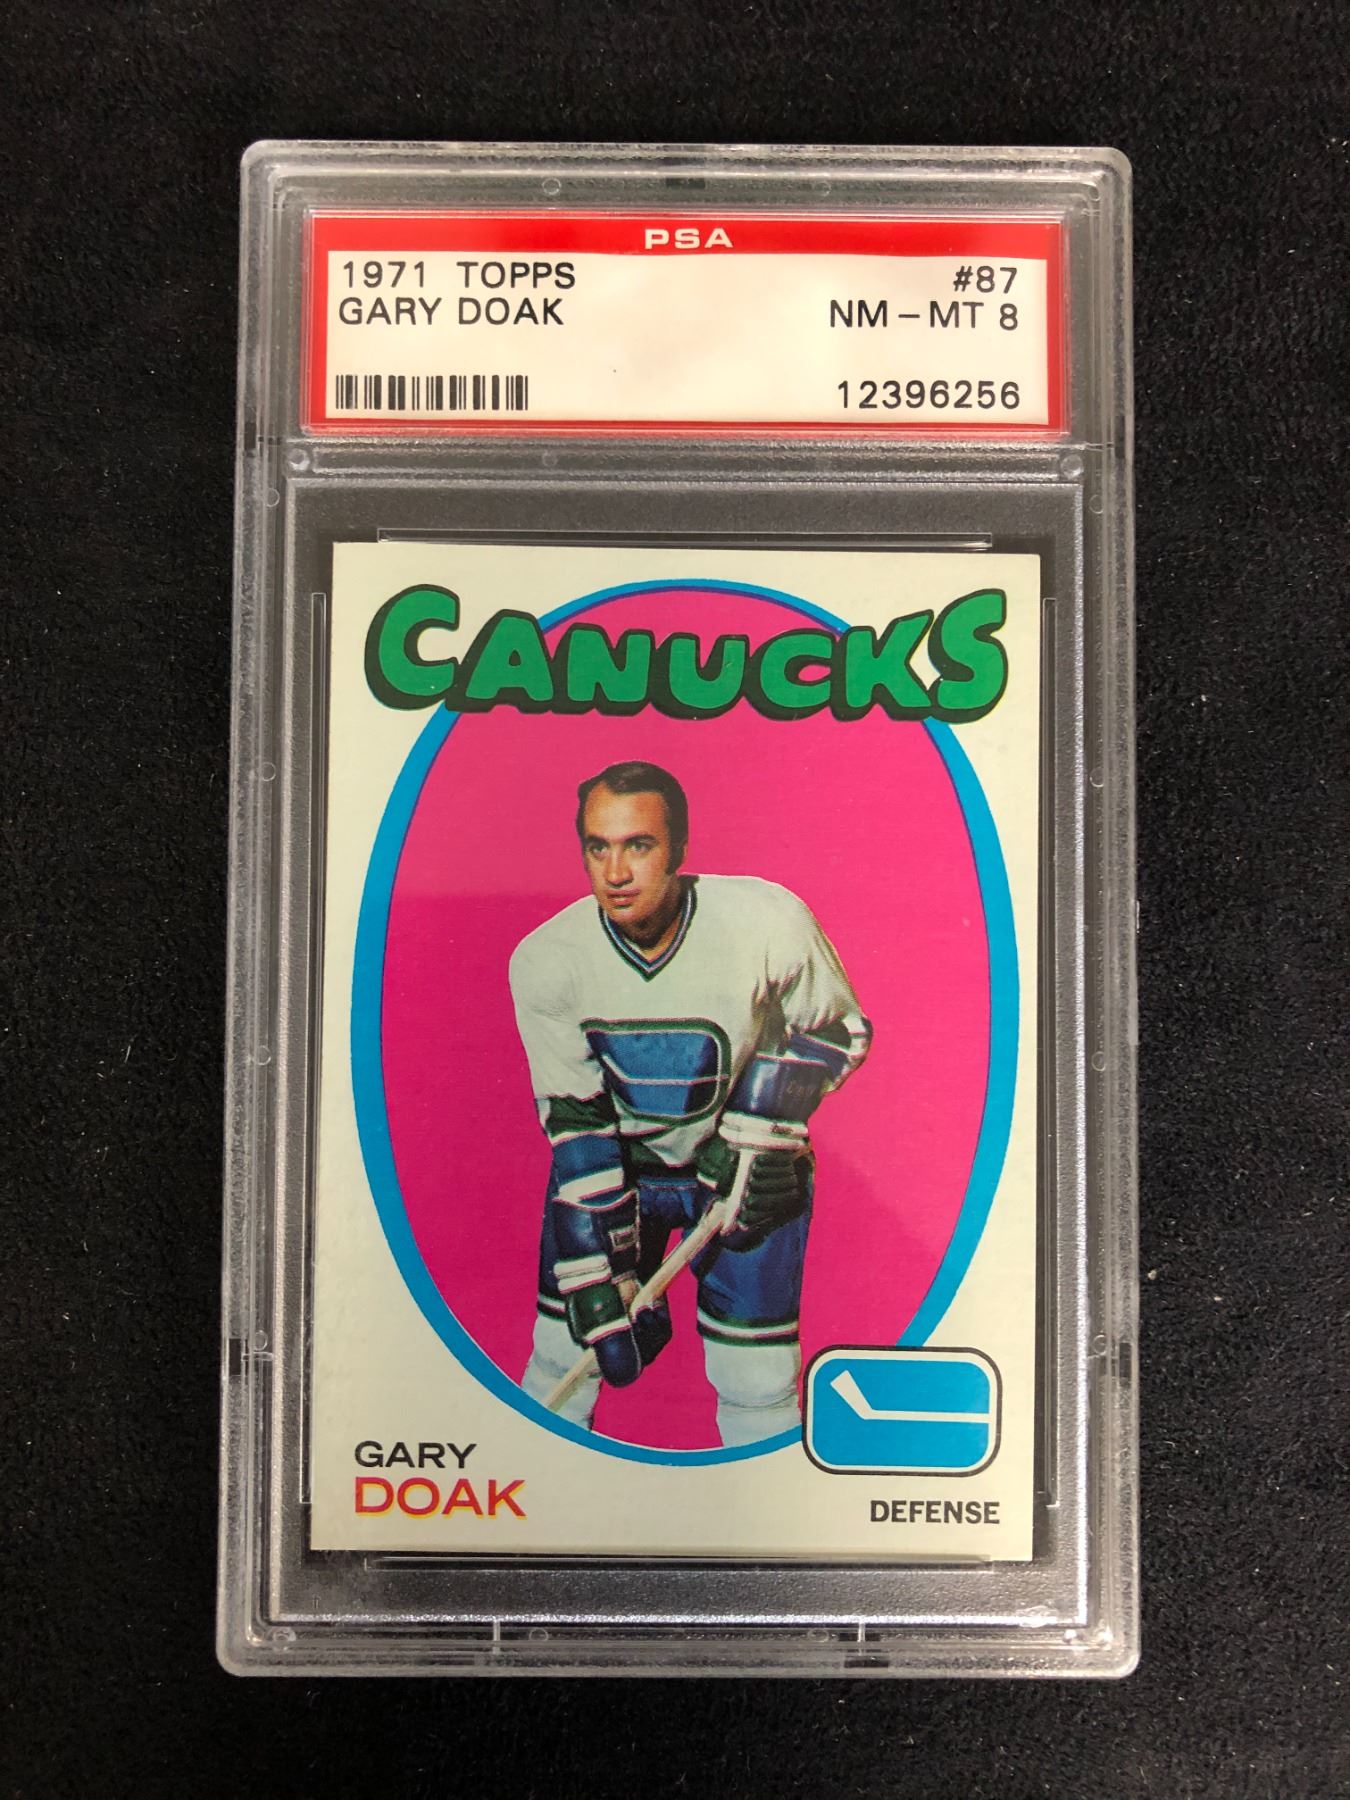 PSA
1971 TOPPS #87
GARY DOAK NM-MT 8
12396256
CANUCKS
GARY
DOAK
DEFENSE